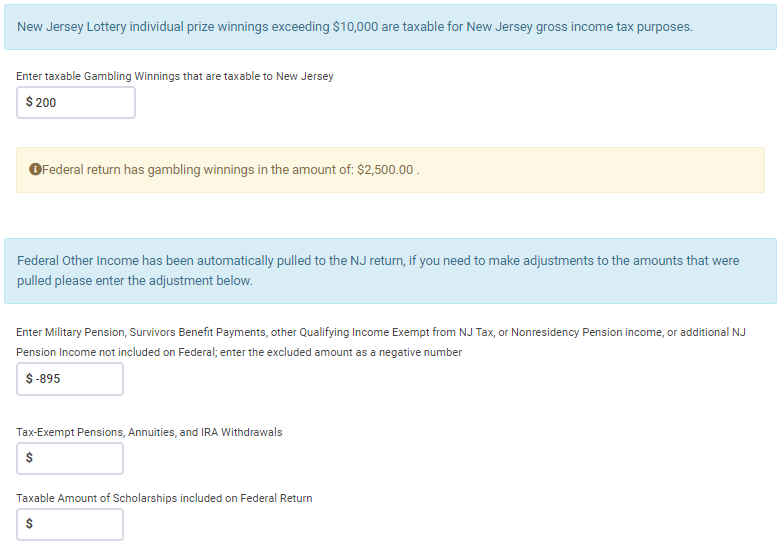 New Jersey Lottery individual prize winnings exceeding $10,000 are taxable for New Jersey gross income tax purposes.
Enter taxable Gambling Winnings that are taxable to New Jersey
$ 200
Federal return has gambling winnings in the amount of: $2,500.00 .
Federal Other Income has been automatically pulled to the NJ return, if you need to make adjustments to the amounts that were
pulled please enter the adjustment below.
Enter Military Pension, Survivors Benefit Payments, other Qualifying Income Exempt from NJ Tax, or Nonresidency Pension income, or additional NJ
Pension Income not included on Federal; enter the excluded amount as a negative number
$ -895
Tax-Exempt Pensions, Annuities, and IRA Withdrawals
$
Taxable Amount of Scholarships included on Federal Return
$